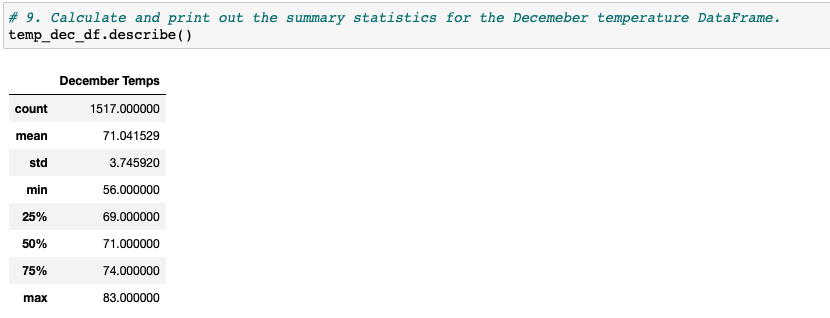 # 9. Calculate and print out the summary statistics for the Decemeber temperature DataFrame.
temp_dec_df.describe()
December Temps
count 1517.000000
mean 71.041529
std 3.745920
min 56.000000
25% 69.000000
50% 71.000000
75% 74.000000
max 83.000000